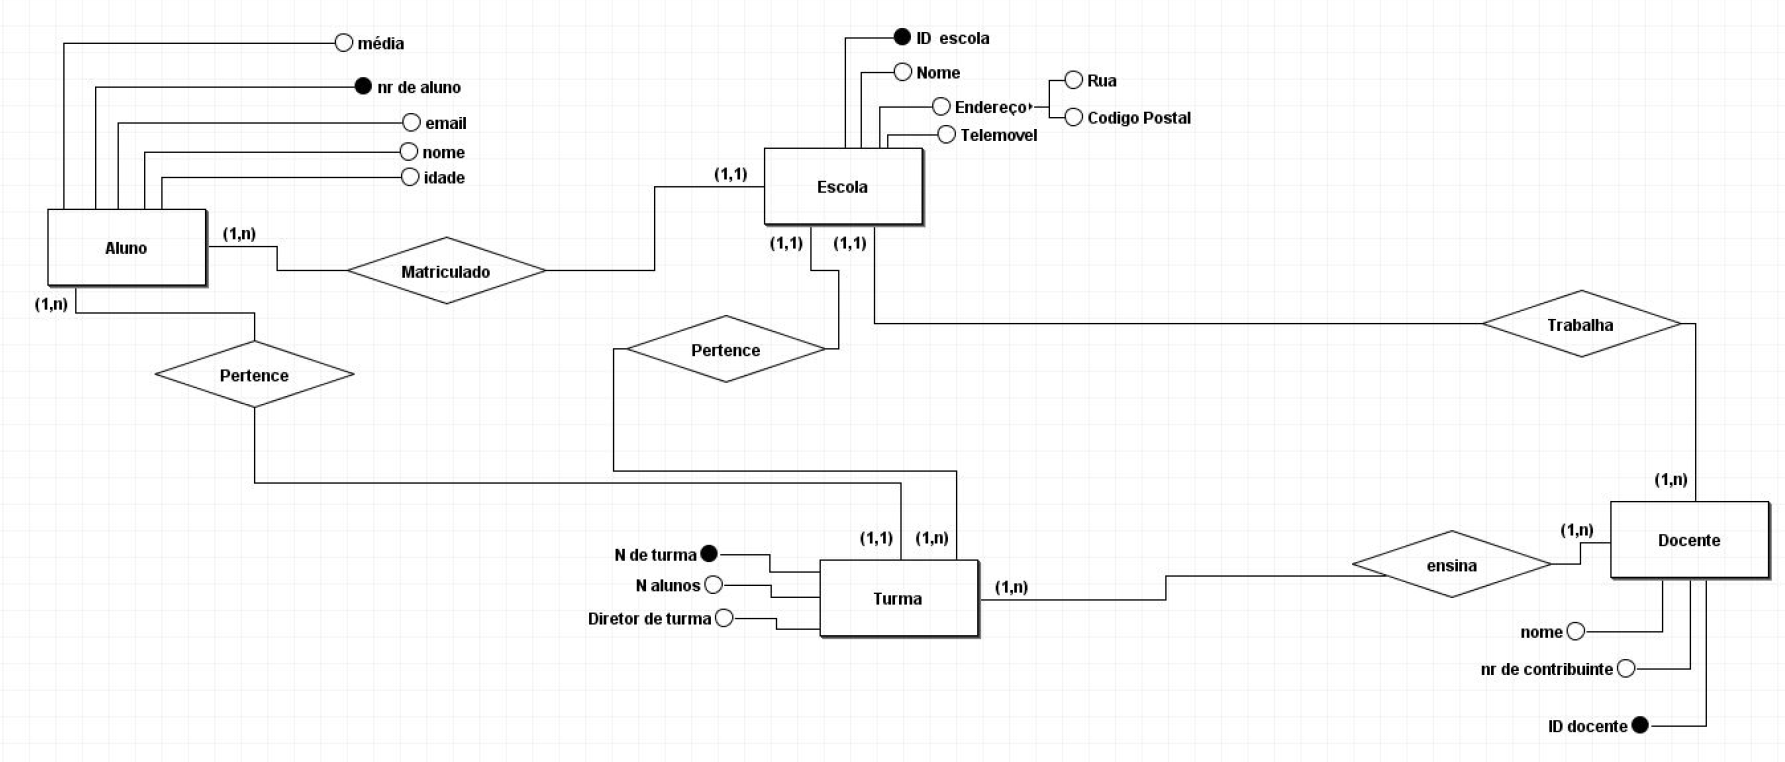 média
nr de aluno
email
nome
idade
Aluno
(1,n)
(1,n)
Matriculado
Pertence
ID escola
Nome
Endereço
Rua
Codigo Postal
Telemovel
(1,1)
Escola
(1,1)
(1,1)
Pertence
Trabalha
(1,n)
(1,n)
Docente
ensina
(1,1)
(1,n)
N de turma
N alunos
Diretor de turma
Turma
(1,n)
nome
nr de contribuinte
ID docente